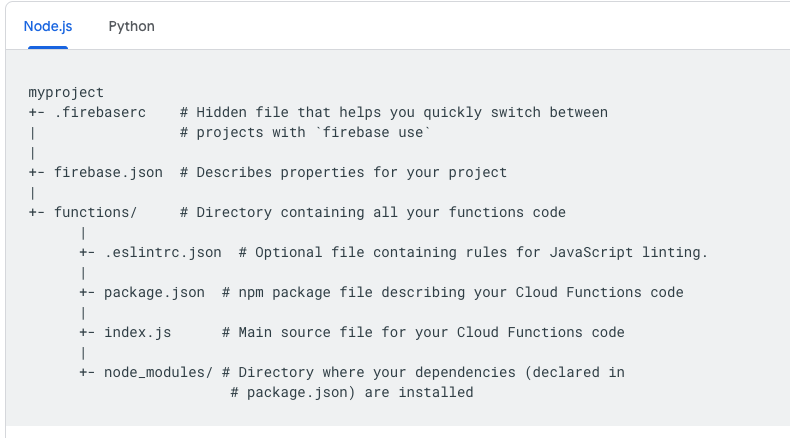 Node.js Python
myproject
+- .firebaserc    # Hidden file that helps you quickly switch between
|                 # projects with `firebase use`
|
+- firebase.json  # Describes properties for your project
|
+- functions/     # Directory containing all your functions code
      |
      +- .eslintrc.json  # Optional file containing rules for JavaScript linting.
      |
      +- package.json  # npm package file describing your Cloud Functions code
      |
      +- index.js      # Main source file for your Cloud Functions code
      |
      +- node_modules/ # Directory where your dependencies (declared in
                        # package.json) are installed